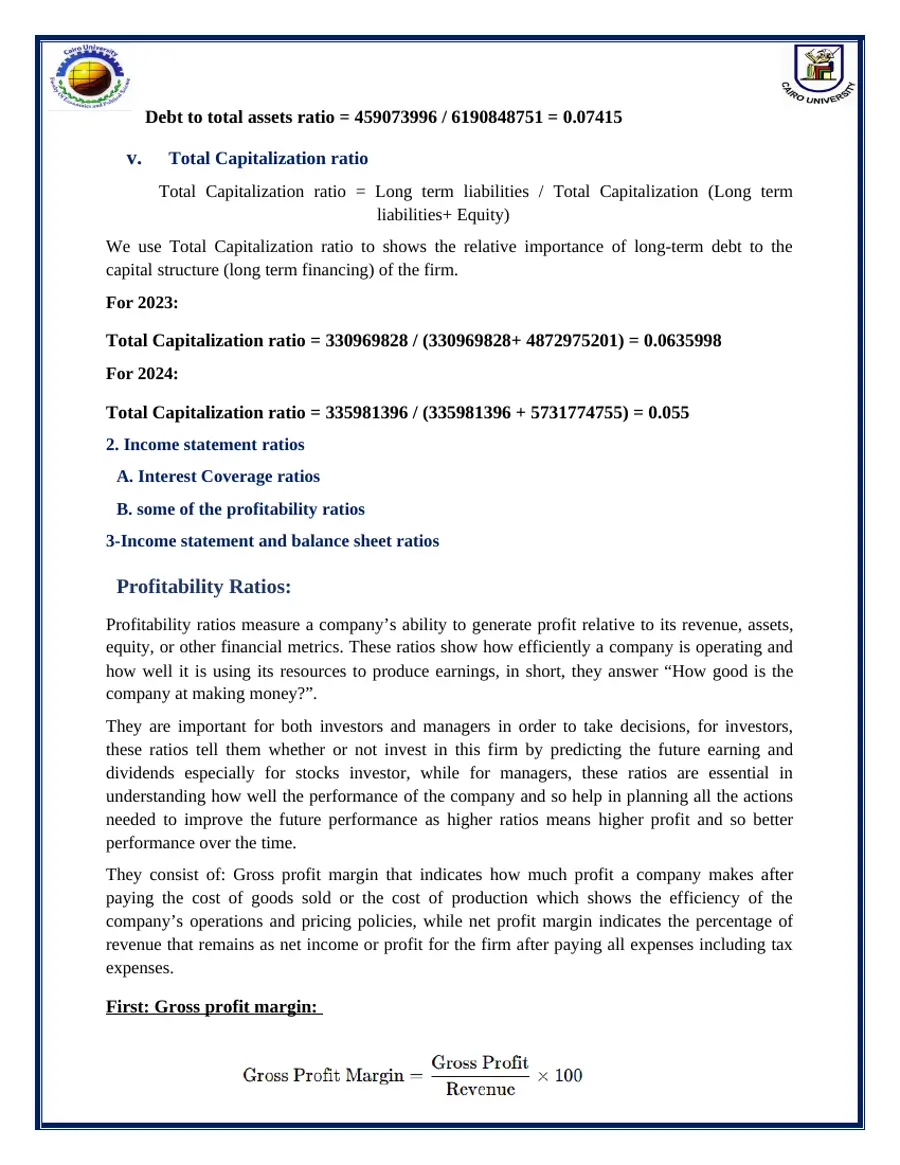 Cairo University
Faculty Of Economics and Political Science
CAIRO UNIVERSITY
Debt to total assets ratio = 459073996 / 6190848751 = 0.07415
v. Total Capitalization ratio
Total Capitalization ratio = Long term liabilities / Total Capitalization (Long term
liabilities+ Equity)
We use Total Capitalization ratio to shows the relative importance of long-term debt to the
capital structure (long term financing) of the firm.
For 2023:
Total Capitalization ratio = 330969828 / (330969828+ 4872975201) = 0.0635998
For 2024:
Total Capitalization ratio = 335981396 / (335981396 + 5731774755) = 0.055
2. Income statement ratios
A. Interest Coverage ratios
B. some of the profitability ratios
3-Income statement and balance sheet ratios
Profitability Ratios:
Profitability ratios measure a company’s ability to generate profit relative to its revenue, assets,
equity, or other financial metrics. These ratios show how efficiently a company is operating and
how well it is using its resources to produce earnings, in short, they answer “How good is the
company at making money?”.
They are important for both investors and managers in order to take decisions, for investors,
these ratios tell them whether or not invest in this firm by predicting the future earning and
dividends especially for stocks investor, while for managers, these ratios are essential in
understanding how well the performance of the company and so help in planning all the actions
needed to improve the future performance as higher ratios means higher profit and so better
performance over the time.
They consist of: Gross profit margin that indicates how much profit a company makes after
paying the cost of goods sold or the cost of production which shows the efficiency of the
company’s operations and pricing policies, while net profit margin indicates the percentage of
revenue that remains as net income or profit for the firm after paying all expenses including tax
expenses.
First: Gross profit margin:
Gross Profit Margin = Gross Profit / Revenue × 100